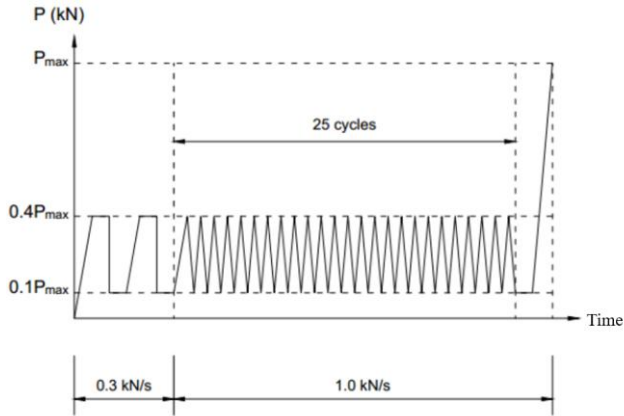 P (kN)
Pmax
25 cycles
0.4Pmax
0.1Pmax
Time
0.3 kN/s
1.0 kN/s